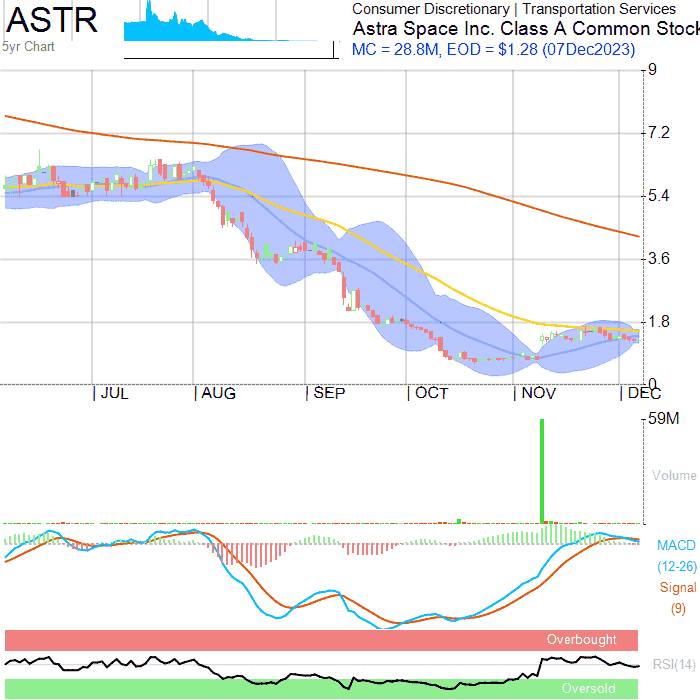 ASTR
5yr Chart
Consumer Discretionary | Transportation Services
Astra Space Inc. Class A Common Stock
MC = 28.8M, EOD = $1.28 (07Dec2023)
9
7.2
5.4
3.6
1.8
0
JUL AUG SEP OCT NOV DEC
59M
Volume
MACD
(12-26)
Signal
(9)
Overbought
RSI(14)
Oversold